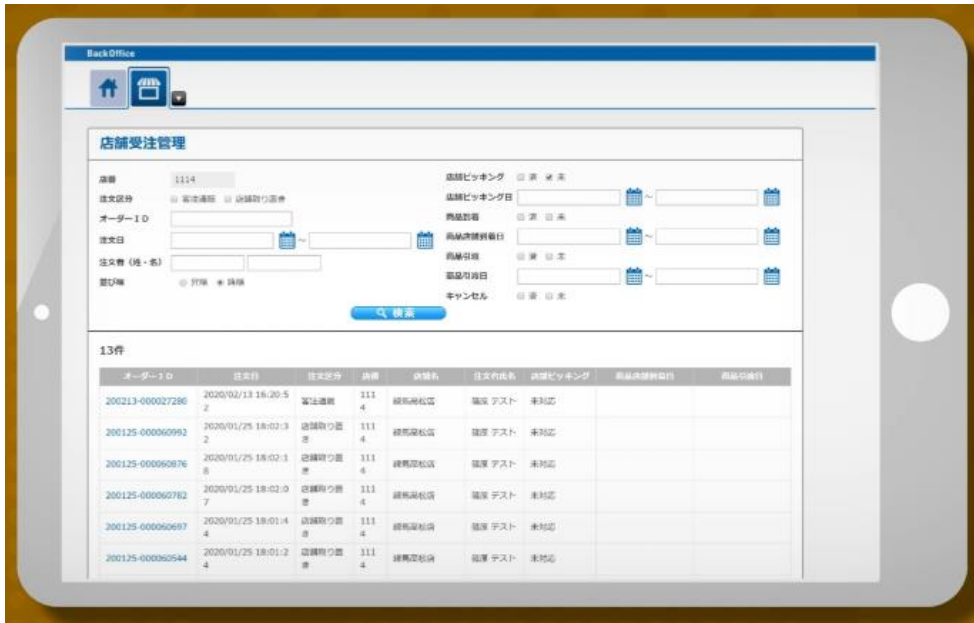 BackOffice
店舗受注管理
店番 1114
注文区分 客注通販 店舗取り置き
オーダーID
注文日 ~
注文者(姓・名)
並び順 昇順 降順
店舗ピッキング 済 未
店舗ピッキング日 ~
商品到着 済 未
商品店舗到着日 ~
商品引渡 済 未
商品引渡日 ~
キャンセル 済 未
検索
13件
オーダーID 注文日 注文区分 店番 店舗名 注文者氏名 店舗ピッキング 商品店舗到着日 商品引渡日
200213-000027280 2020/02/13 16:20:52 客注通販 1114 練馬高松店 テスト 未対応
200125-000060992 2020/01/25 18:02:32 店舗取り置き 1114 練馬高松店 テスト 未対応
200125-000060876 2020/01/25 18:02:18 店舗取り置き 1114 練馬高松店 テスト 未対応
200125-000060782 2020/01/25 18:02:07 店舗取り置き 1114 練馬高松店 テスト 未対応
200125-000060697 2020/01/25 18:01:44 店舗取り置き 1114 練馬高松店 テスト 未対応
200125-000060544 2020/01/25 18:01:24 店舗取り置き 1114 練馬高松店 テスト 未対応